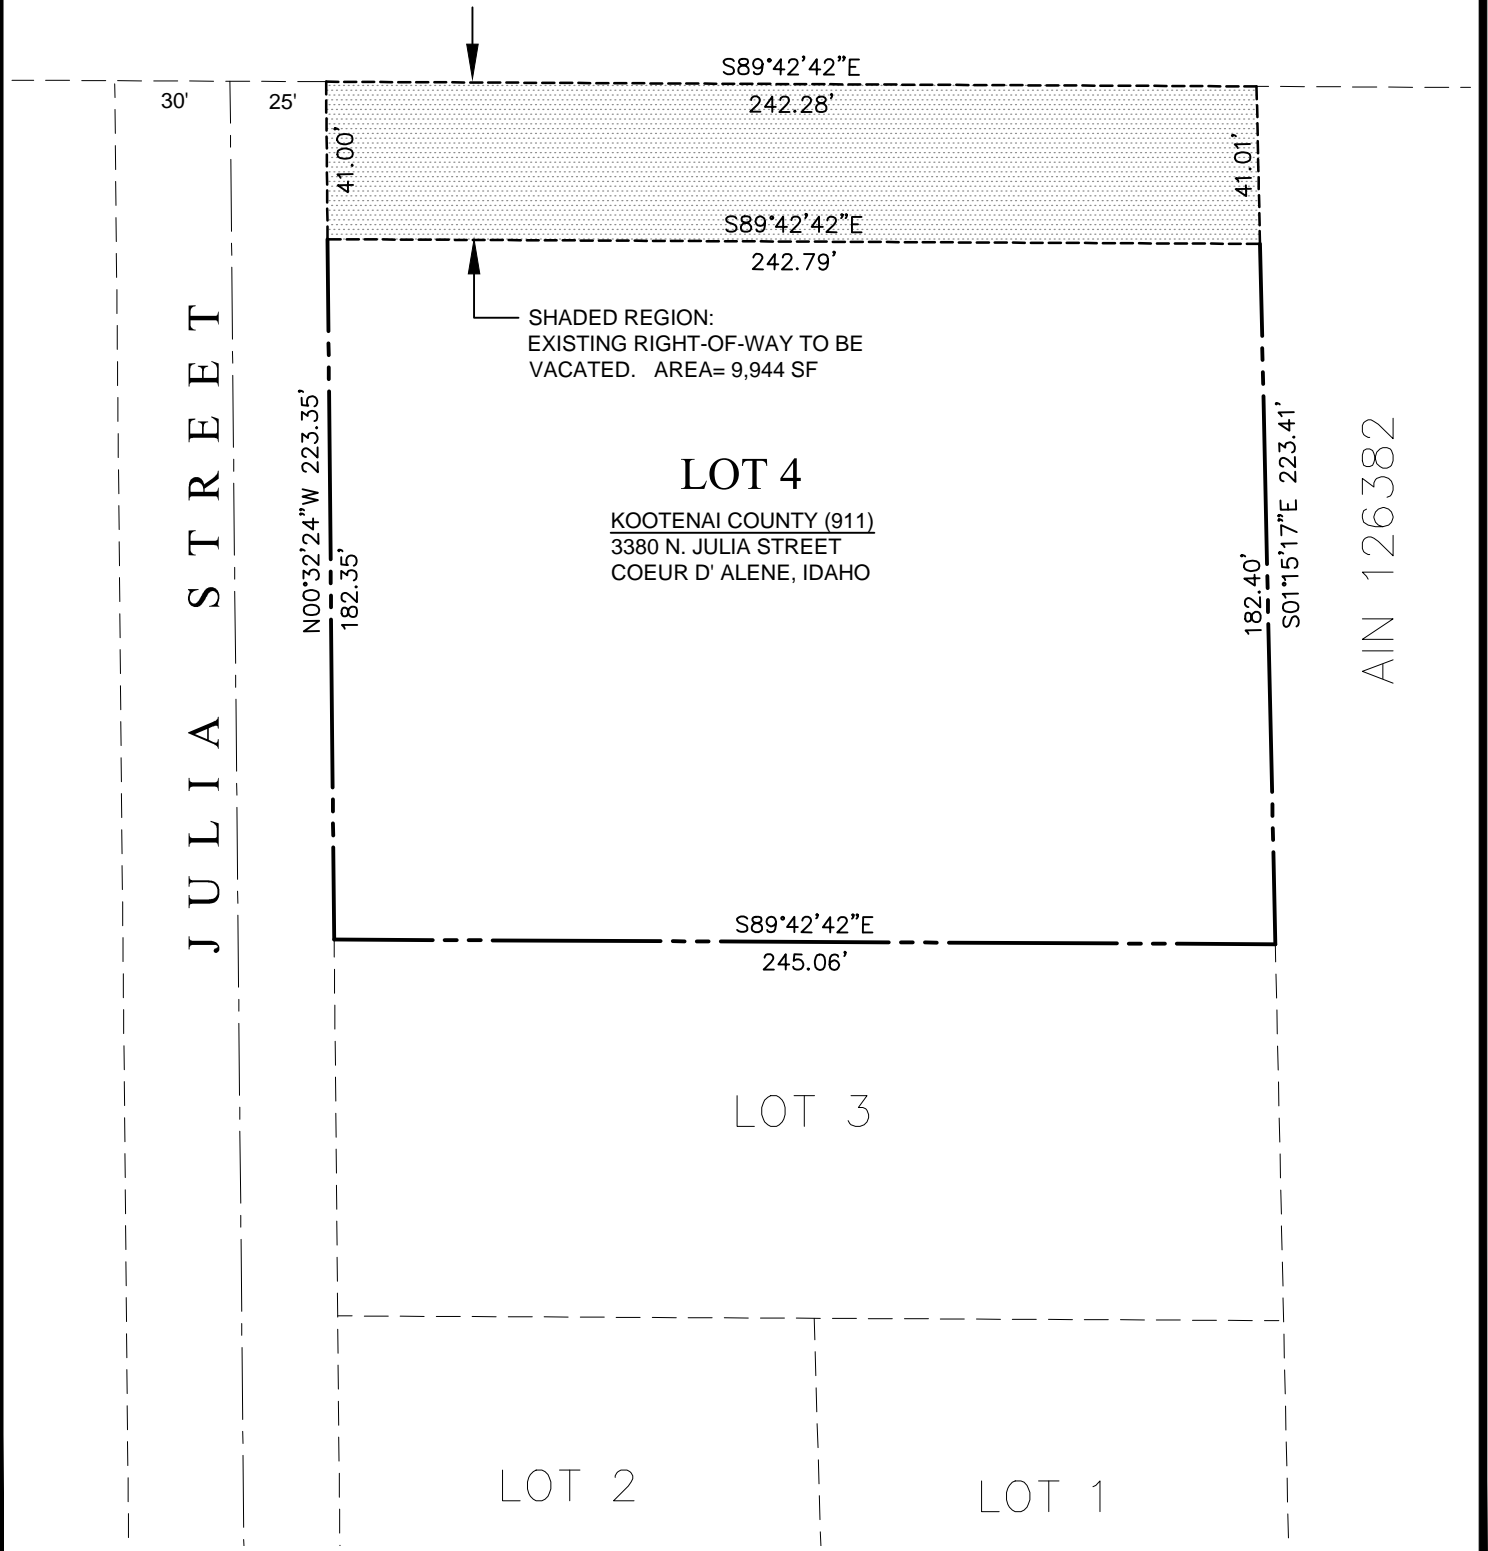 S89°42'42"E
30'
25'
242.28'
41.00'
41.01'
S89°42'42"E
242.79'
SHADED REGION:
EXISTING RIGHT-OF-WAY TO BE
VACATED. AREA= 9,944 SF
JULIA STREET
N00°32'24"W 223.35'
182.35'
LOT 4
KOOTENAI COUNTY (911)
3380 N. JULIA STREET
COEUR D' ALENE, IDAHO
182.40'
S01°15'17"E 223.41'
AIN 126382
S89°42'42"E
245.06'
LOT 3
LOT 2
LOT 1